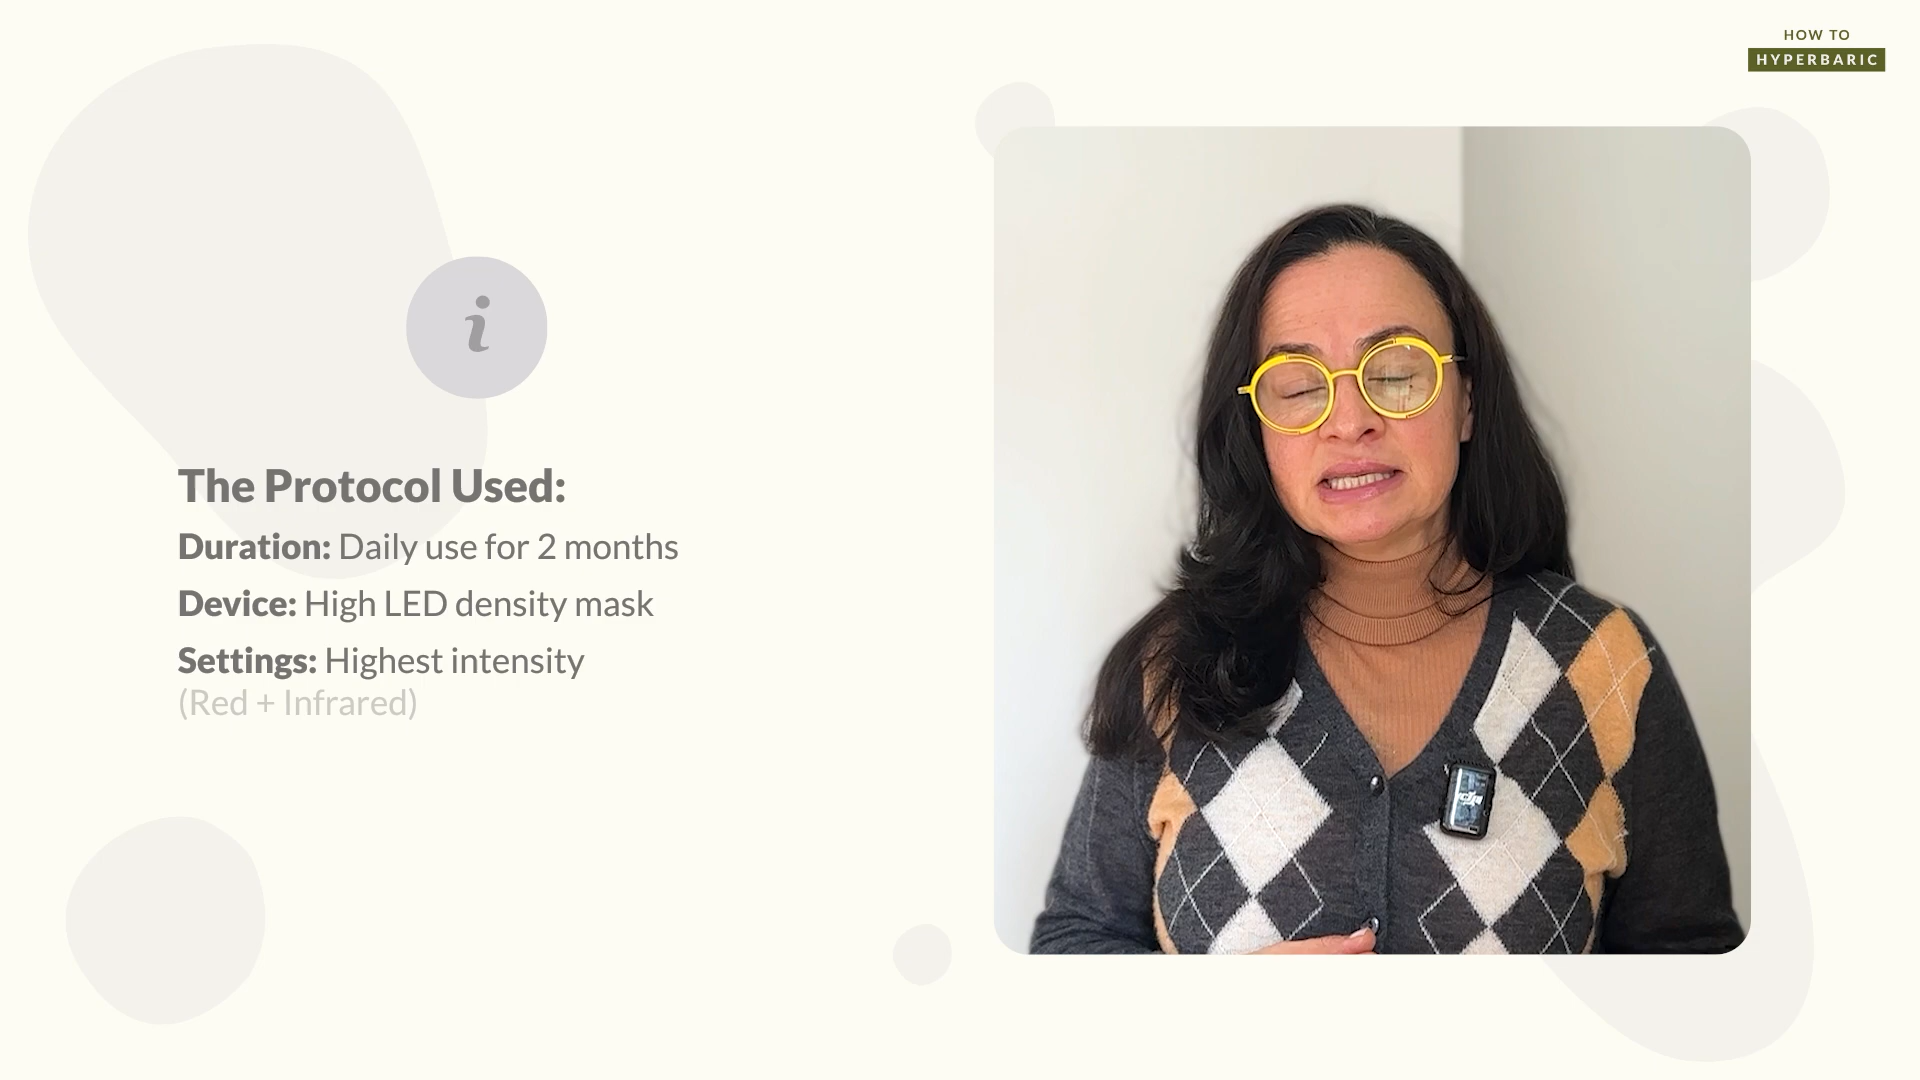 HOW TO
HYPERBARIC
i
The Protocol Used:
Duration: Daily use for 2 months
Device: High LED density mask
Settings: Highest intensity
(Red + Infrared)